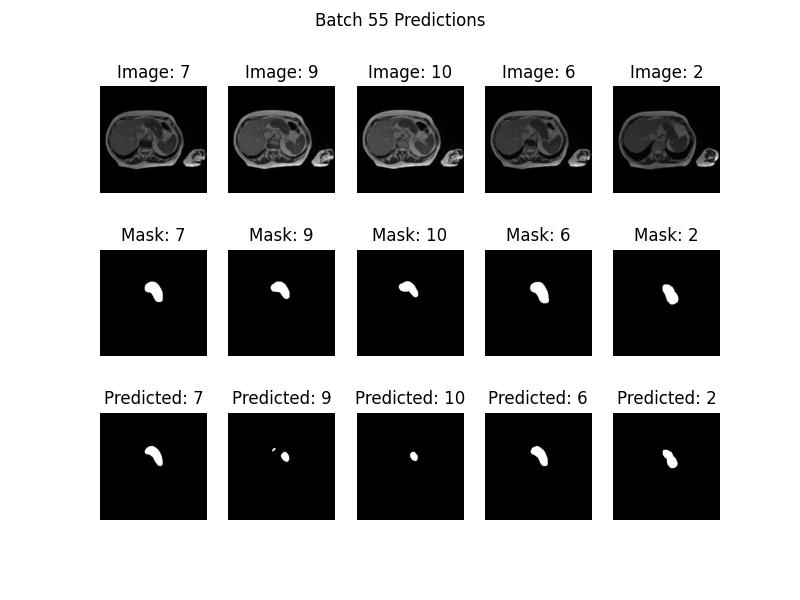 Batch 55 Predictions
Image: 7
Image: 9
Image: 10
Image: 6
Image: 2
Mask: 7
Mask: 9
Mask: 10
Mask: 6
Mask: 2
Predicted: 7
Predicted: 9
Predicted: 10
Predicted: 6
Predicted: 2